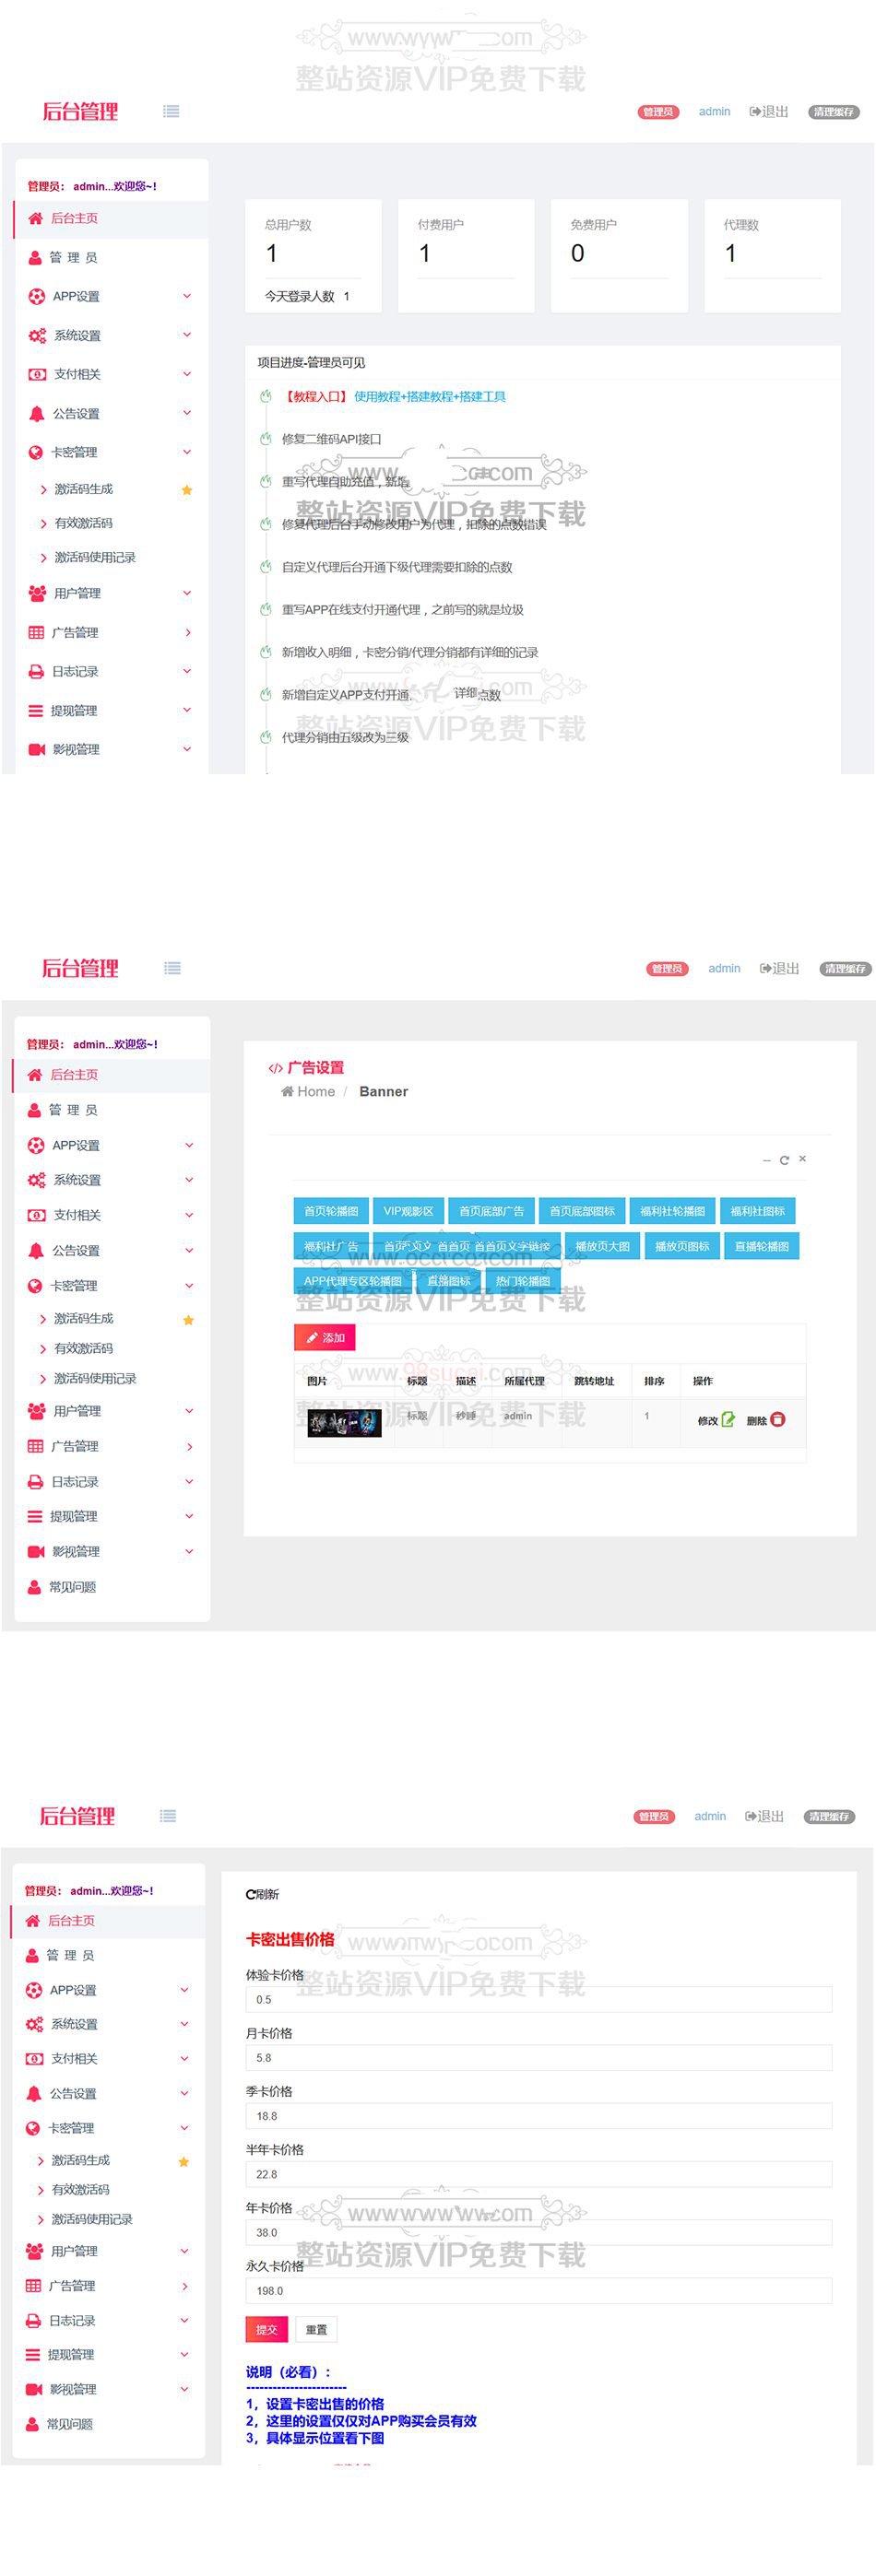 整站资源VIP免费下载
后台管理
管理员 admin 退出 清理缓存
管理员： admin...欢迎您~!
后台主页
管 理 员
APP设置
系统设置
支付相关
公告设置
卡密管理
激活码生成
有效激活码
激活码使用记录
用户管理
广告管理
日志记录
提现管理
影视管理
总用户数
1
今天登录人数 1
付费用户
1
免费用户
0
代理数
1
项目进度-管理员可见
【教程入口】 使用教程+搭建教程+搭建工具
修复二维码API接口
重写代理自助充值，新增
整站资源VIP免费下载
修复代理后台手动修改用户为代理，扣除的点数错误
自定义代理后台开通下级代理需要扣除的点数
重写APP在线支付开通代理，之前写的就是垃圾
新增收入明细，卡密分销/代理分销都有详细的记录
新增自定义APP支付开通 详细点数
整站资源VIP免费下载
代理分销由五级改为三级
后台管理
管理员 admin 退出 清理缓存
管理员： admin...欢迎您~!
后台主页
管 理 员
APP设置
系统设置
支付相关
公告设置
卡密管理
激活码生成
有效激活码
激活码使用记录
用户管理
广告管理
日志记录
提现管理
影视管理
常见问题
广告设置
Home / Banner
首页轮播图 VIP观影区 首页底部广告 首页底部图标 福利社轮播图 福利社图标
福利社广告 首页文字链接 播放页大图 播放页图标 直播轮播图
APP代理专区轮播图 直播图标 热门轮播图
整站资源VIP免费下载
添加
图片 标题 描述 所属代理 跳转地址 排序 操作
标题 秒睡 admin 1 修改 删除
整站资源VIP免费下载
后台管理
管理员 admin 退出 清理缓存
管理员： admin...欢迎您~!
后台主页
管 理 员
APP设置
系统设置
支付相关
公告设置
卡密管理
激活码生成
有效激活码
激活码使用记录
用户管理
广告管理
日志记录
提现管理
影视管理
常见问题
刷新
卡密出售价格
体验卡价格
整站资源VIP免费下载
0.5
月卡价格
5.8
季卡价格
18.8
半年卡价格
22.8
年卡价格
38.0
整站资源VIP免费下载
永久卡价格
198.0
提交 重置
说明（必看）：
-----------------------
1，设置卡密出售的价格
2，这里的设置仅仅对APP购买会员有效
3，具体显示位置看下图